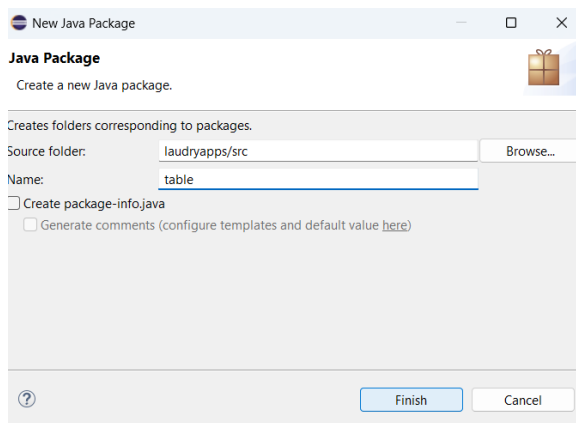 New Java Package
Java Package
Create a new Java package.
Creates folders corresponding to packages.
Source folder: laudryapps/src Browse...
Name: table
Create package-info.java
Generate comments (configure templates and default value here)
? Finish Cancel